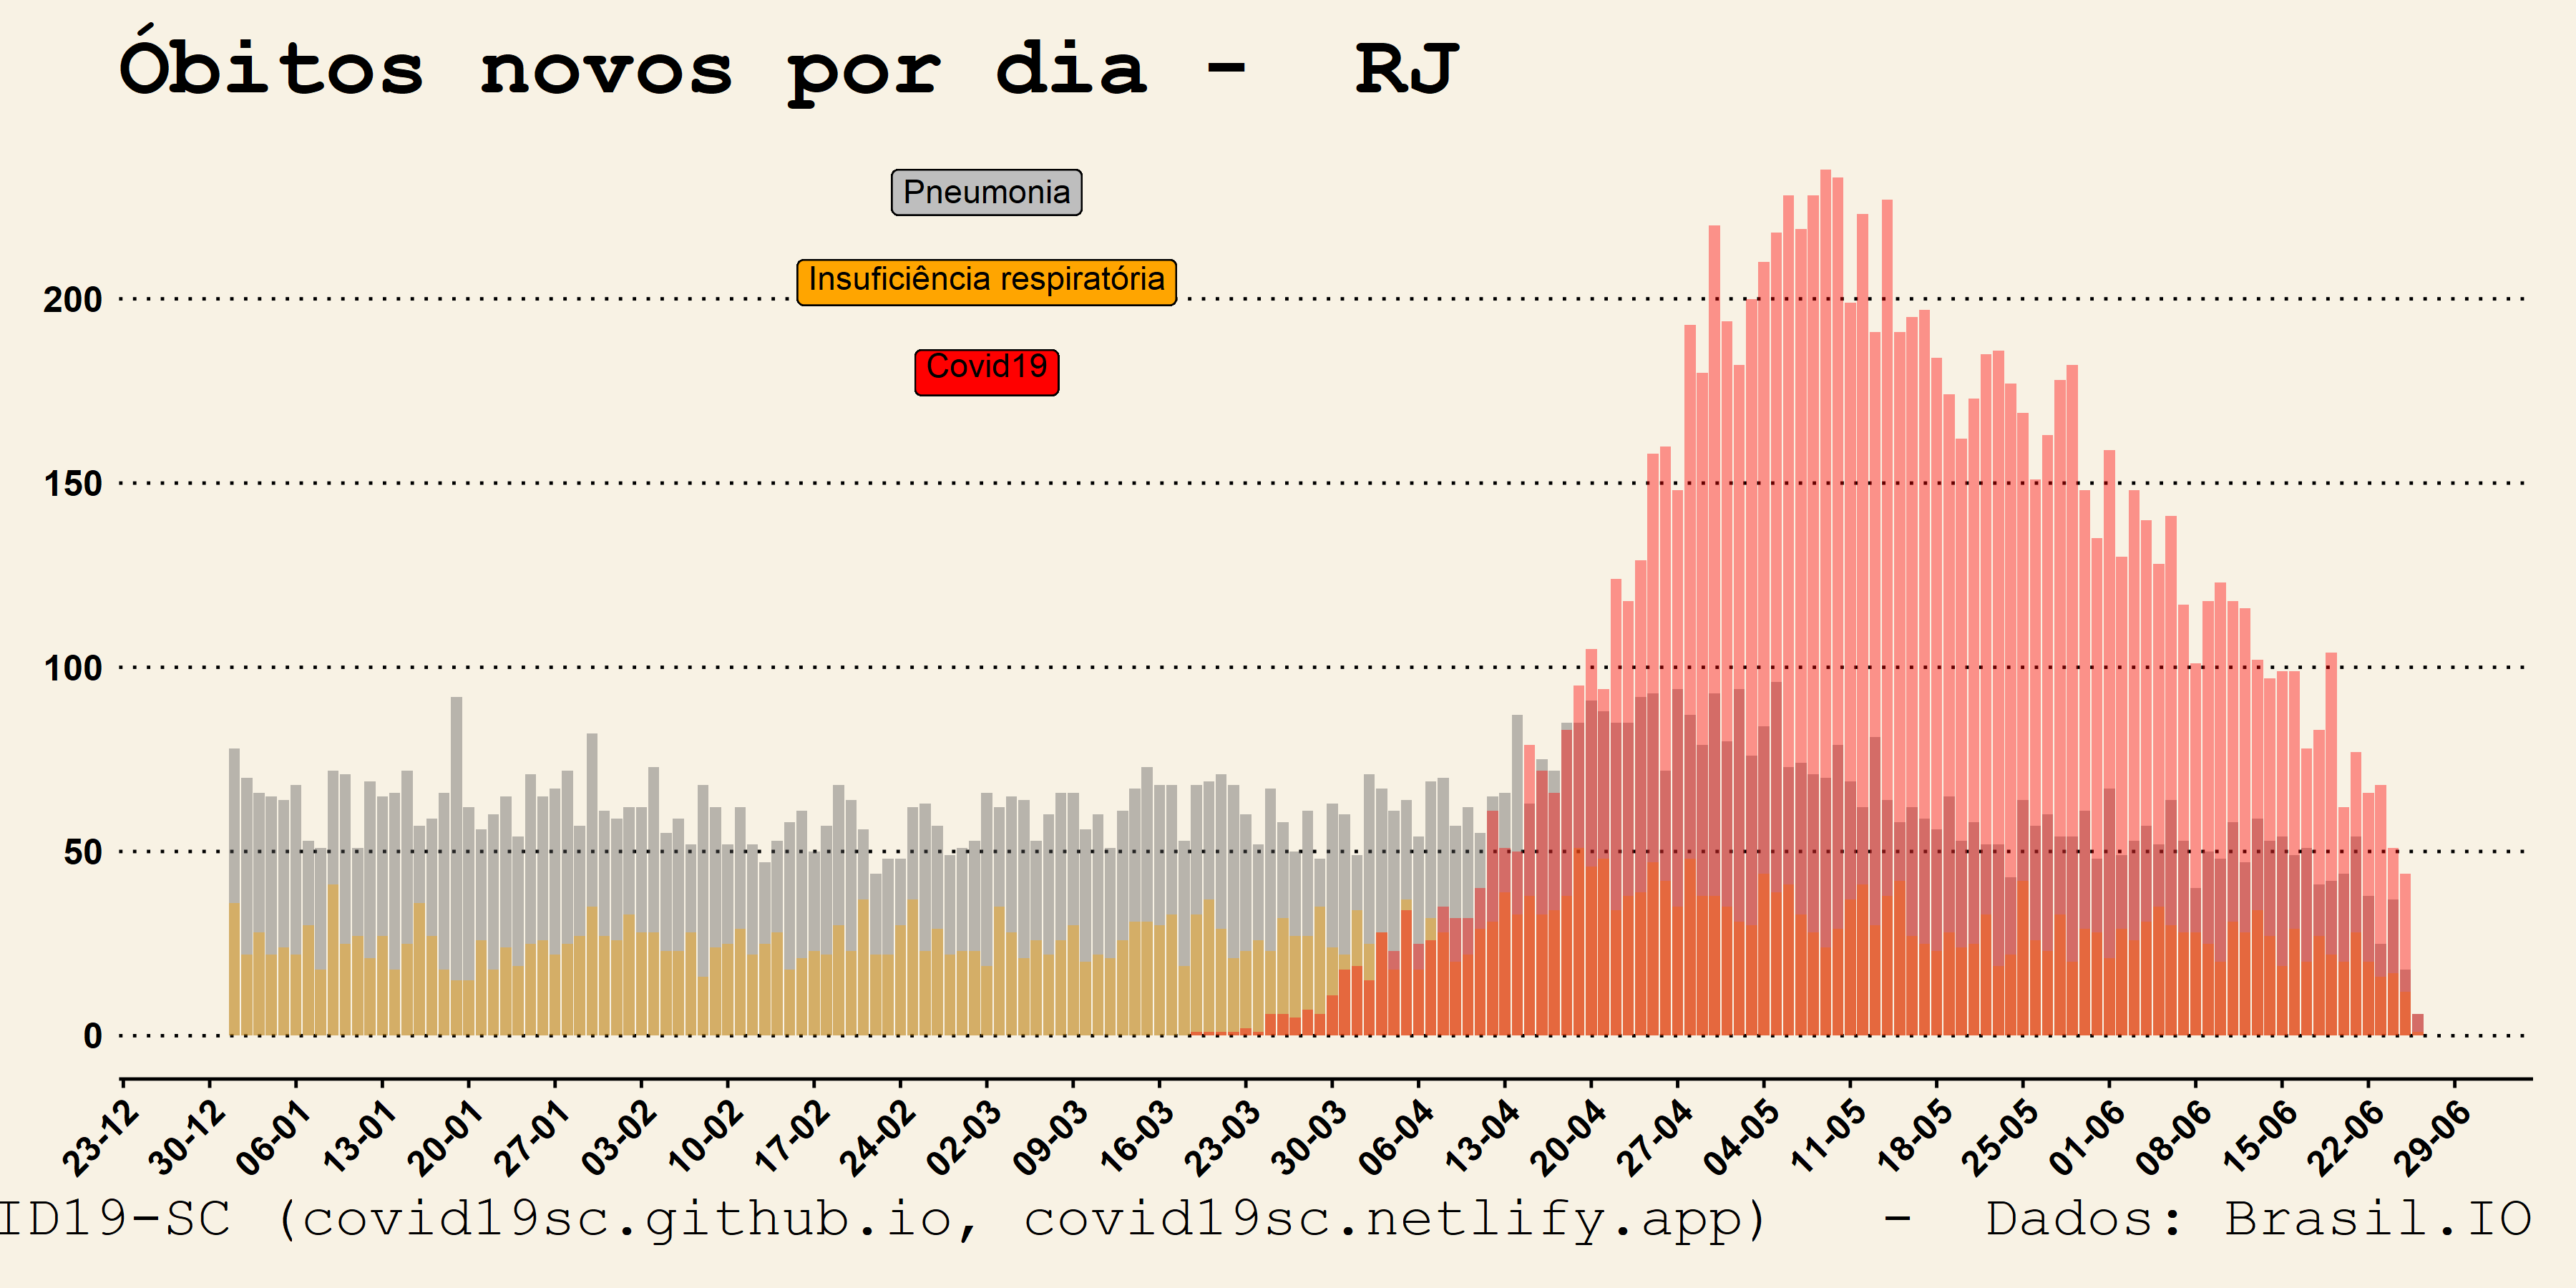 Óbitos novos por dia - RJ
Pneumonia
Insuficiência respiratória
Covid19
200
150
100
50
0
23-12 30-12 06-01 13-01 20-01 27-01 03-02 10-02 17-02 24-02 02-03 09-03 16-03 23-03 30-03 06-04 13-04 20-04 27-04 04-05 11-05 18-05 25-05 01-06 08-06 15-06 22-06 29-06
ID19-SC (covid19sc.github.io, covid19sc.netlify.app) - Dados: Brasil.IO